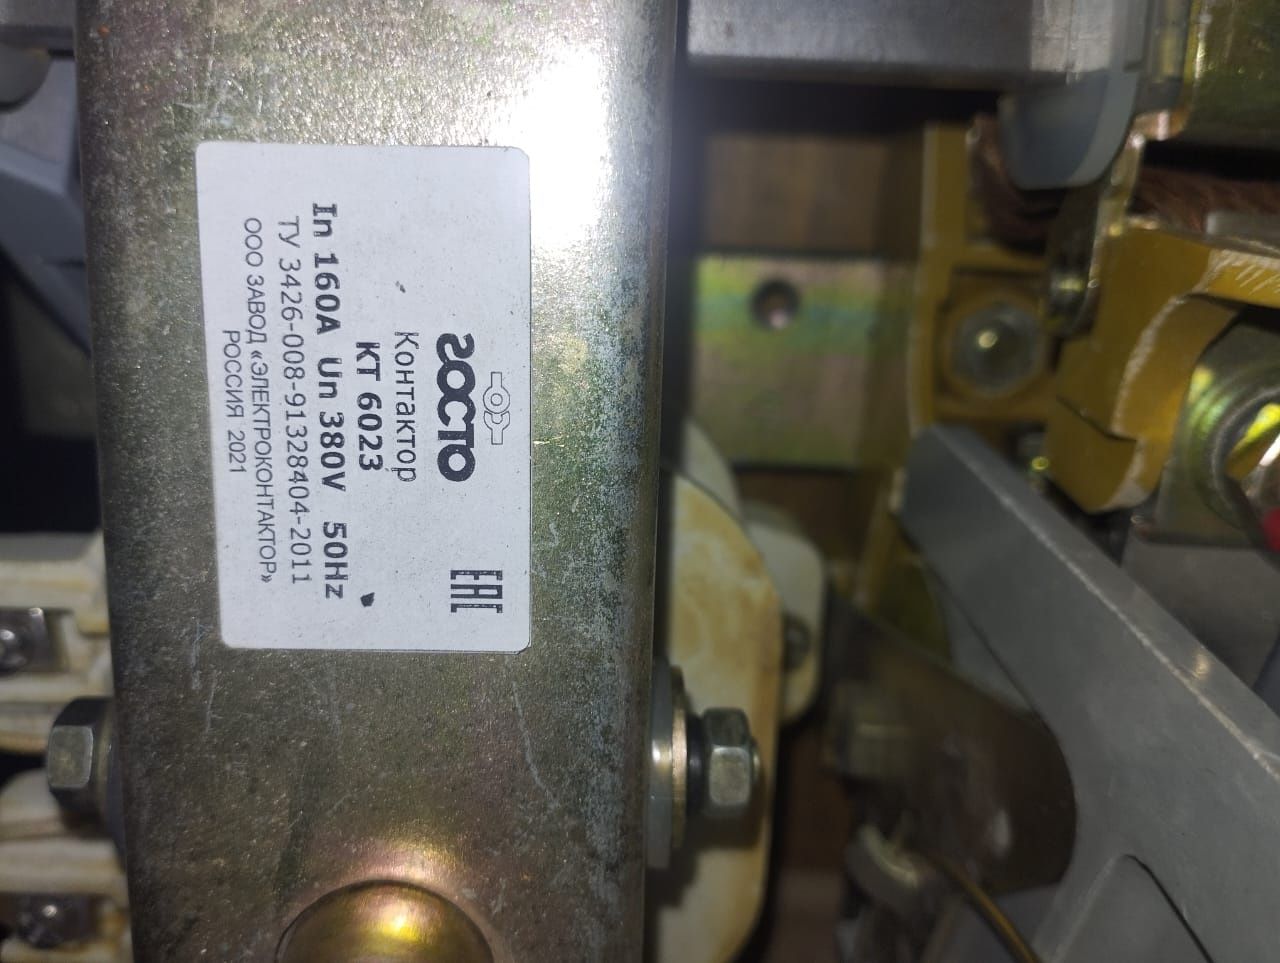 ГОСТО
Контактор
КТ 6023
In 160A Un 380V 50Hz
ТУ 3426-008-91328404-2011
ООО ЗАВОД «ЭЛЕКТРОКОНТАКТОР»
РОССИЯ 2021
EAC